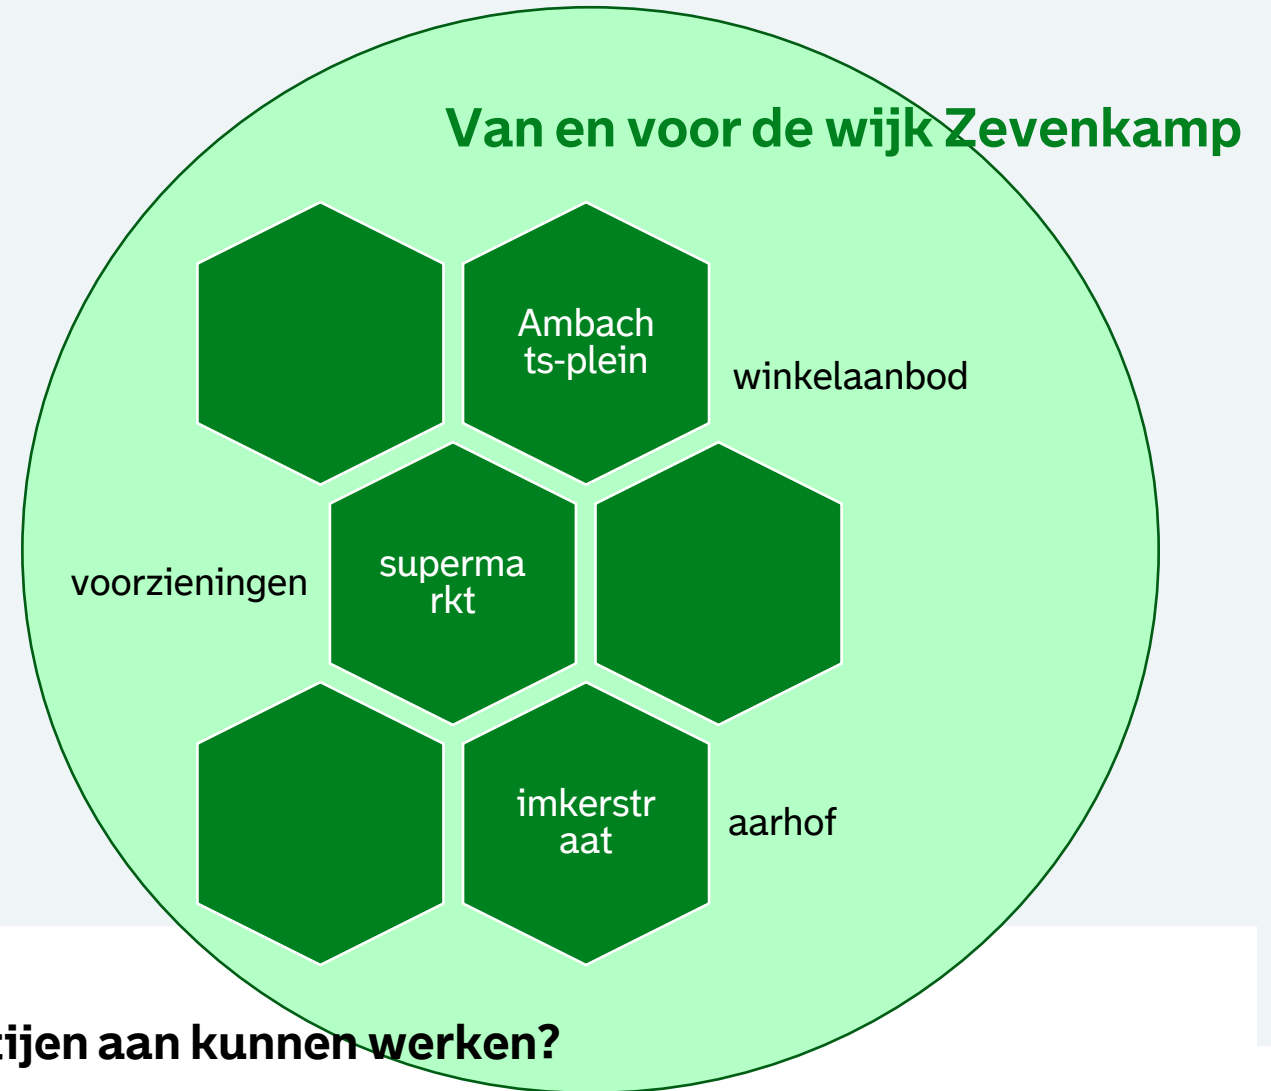 Van en voor de wijk Zevenkamp
Ambach
ts-plein
winkelaanbod
voorzieningen
superma
rkt
imkerstr
aat
aarhof
tijen aan kunnen werken?